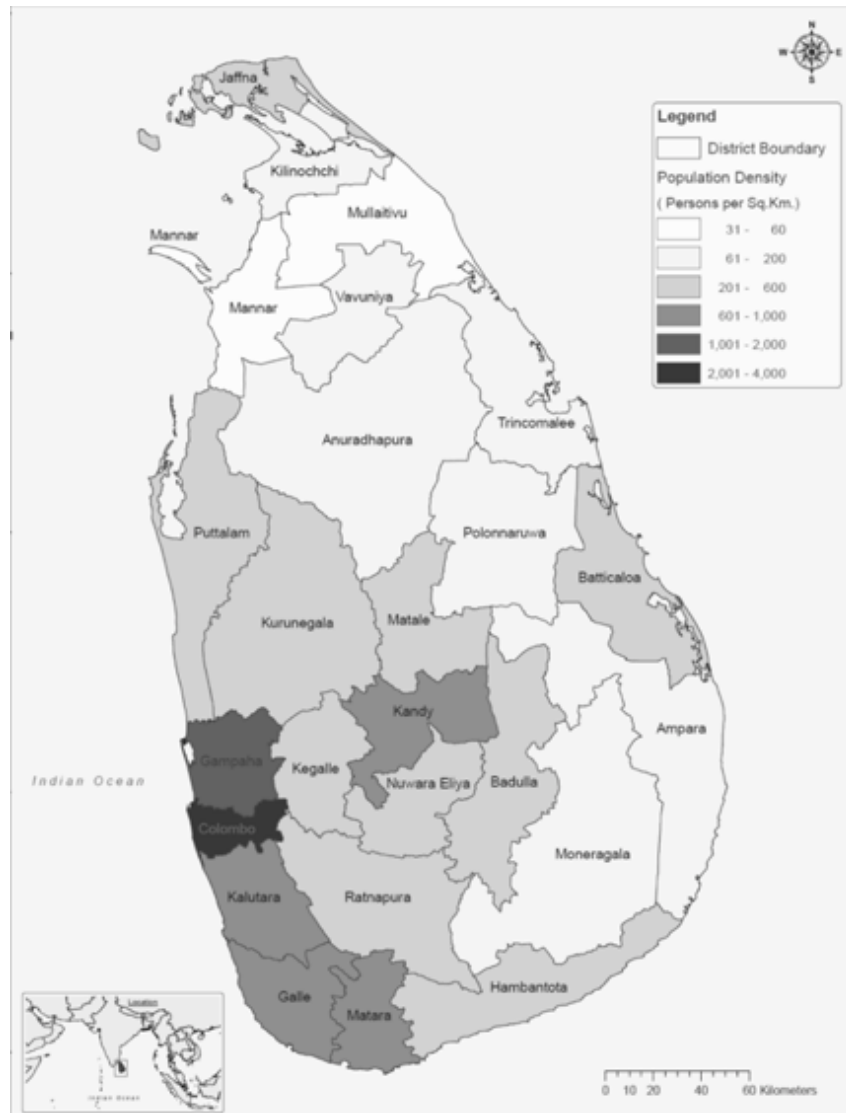 N
W E
S
Jaffna
Legend
District Boundary
Population Density
( Persons per Sq.Km.)
31 - 60
61 - 200
201 - 600
601 - 1,000
1,001 - 2,000
2,001 - 4,000
Kilinochchi
Mullaitivu
Mannar
Mannar
Vavuniya
Trincomalee
Anuradhapura
Puttalam
Polonnaruwa
Batticaloa
Kurunegala
Matale
Kandy
Ampara
Gampaha
Kegalle
Nuwara Eliya
Badulla
Indian Ocean
Colombo
Moneragala
Kalutara
Ratnapura
Hambantota
Galle
Matara
Location
Indian Ocean
0 10 20 40 60 Kilometers